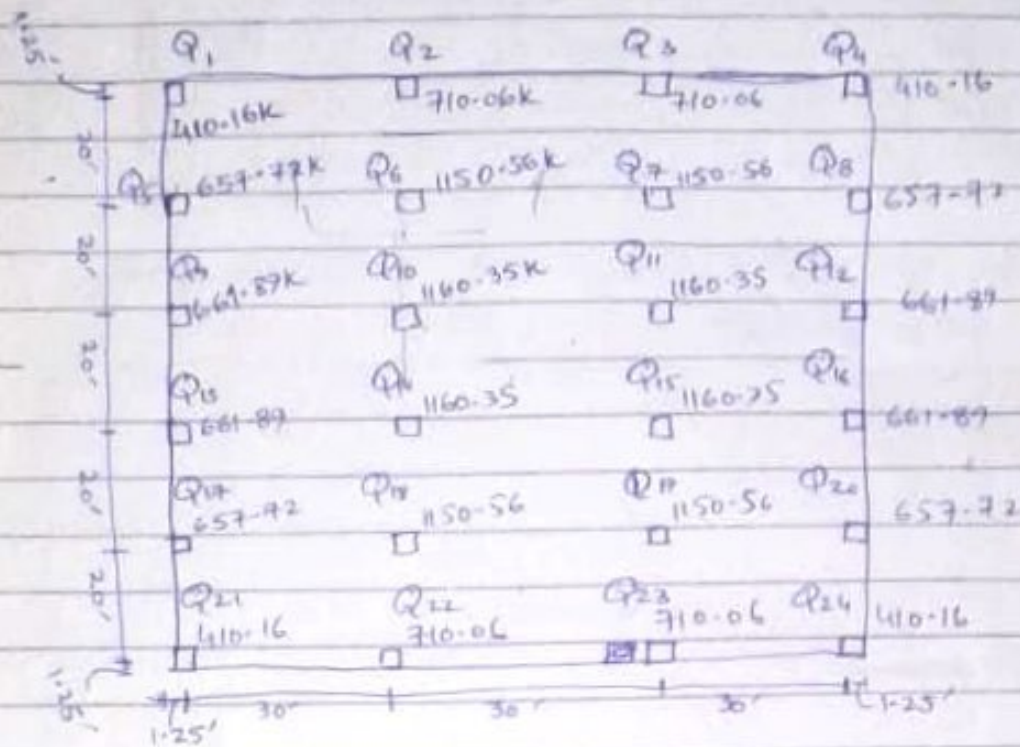 1.25'
Q1 Q2 Q3 Q4
410.16K 710.06K 710.06 410.16
20'
Q5 657.72K Q6 1150.56K Q7 1150.56 Q8 657.72
20'
Q9 661.89K Q10 1160.35K Q11 1160.35 Q12 661.89
20'
Q13 661.89 Q14 1160.35 Q15 1160.35 Q16 661.89
20'
Q17 657.72 Q18 1150.56 Q19 1150.56 Q20 657.72
20'
Q21 Q22 Q23 Q24
410.16 710.06 710.06 410.16
1.25'
1.25' 30' 30' 30' 1.25'